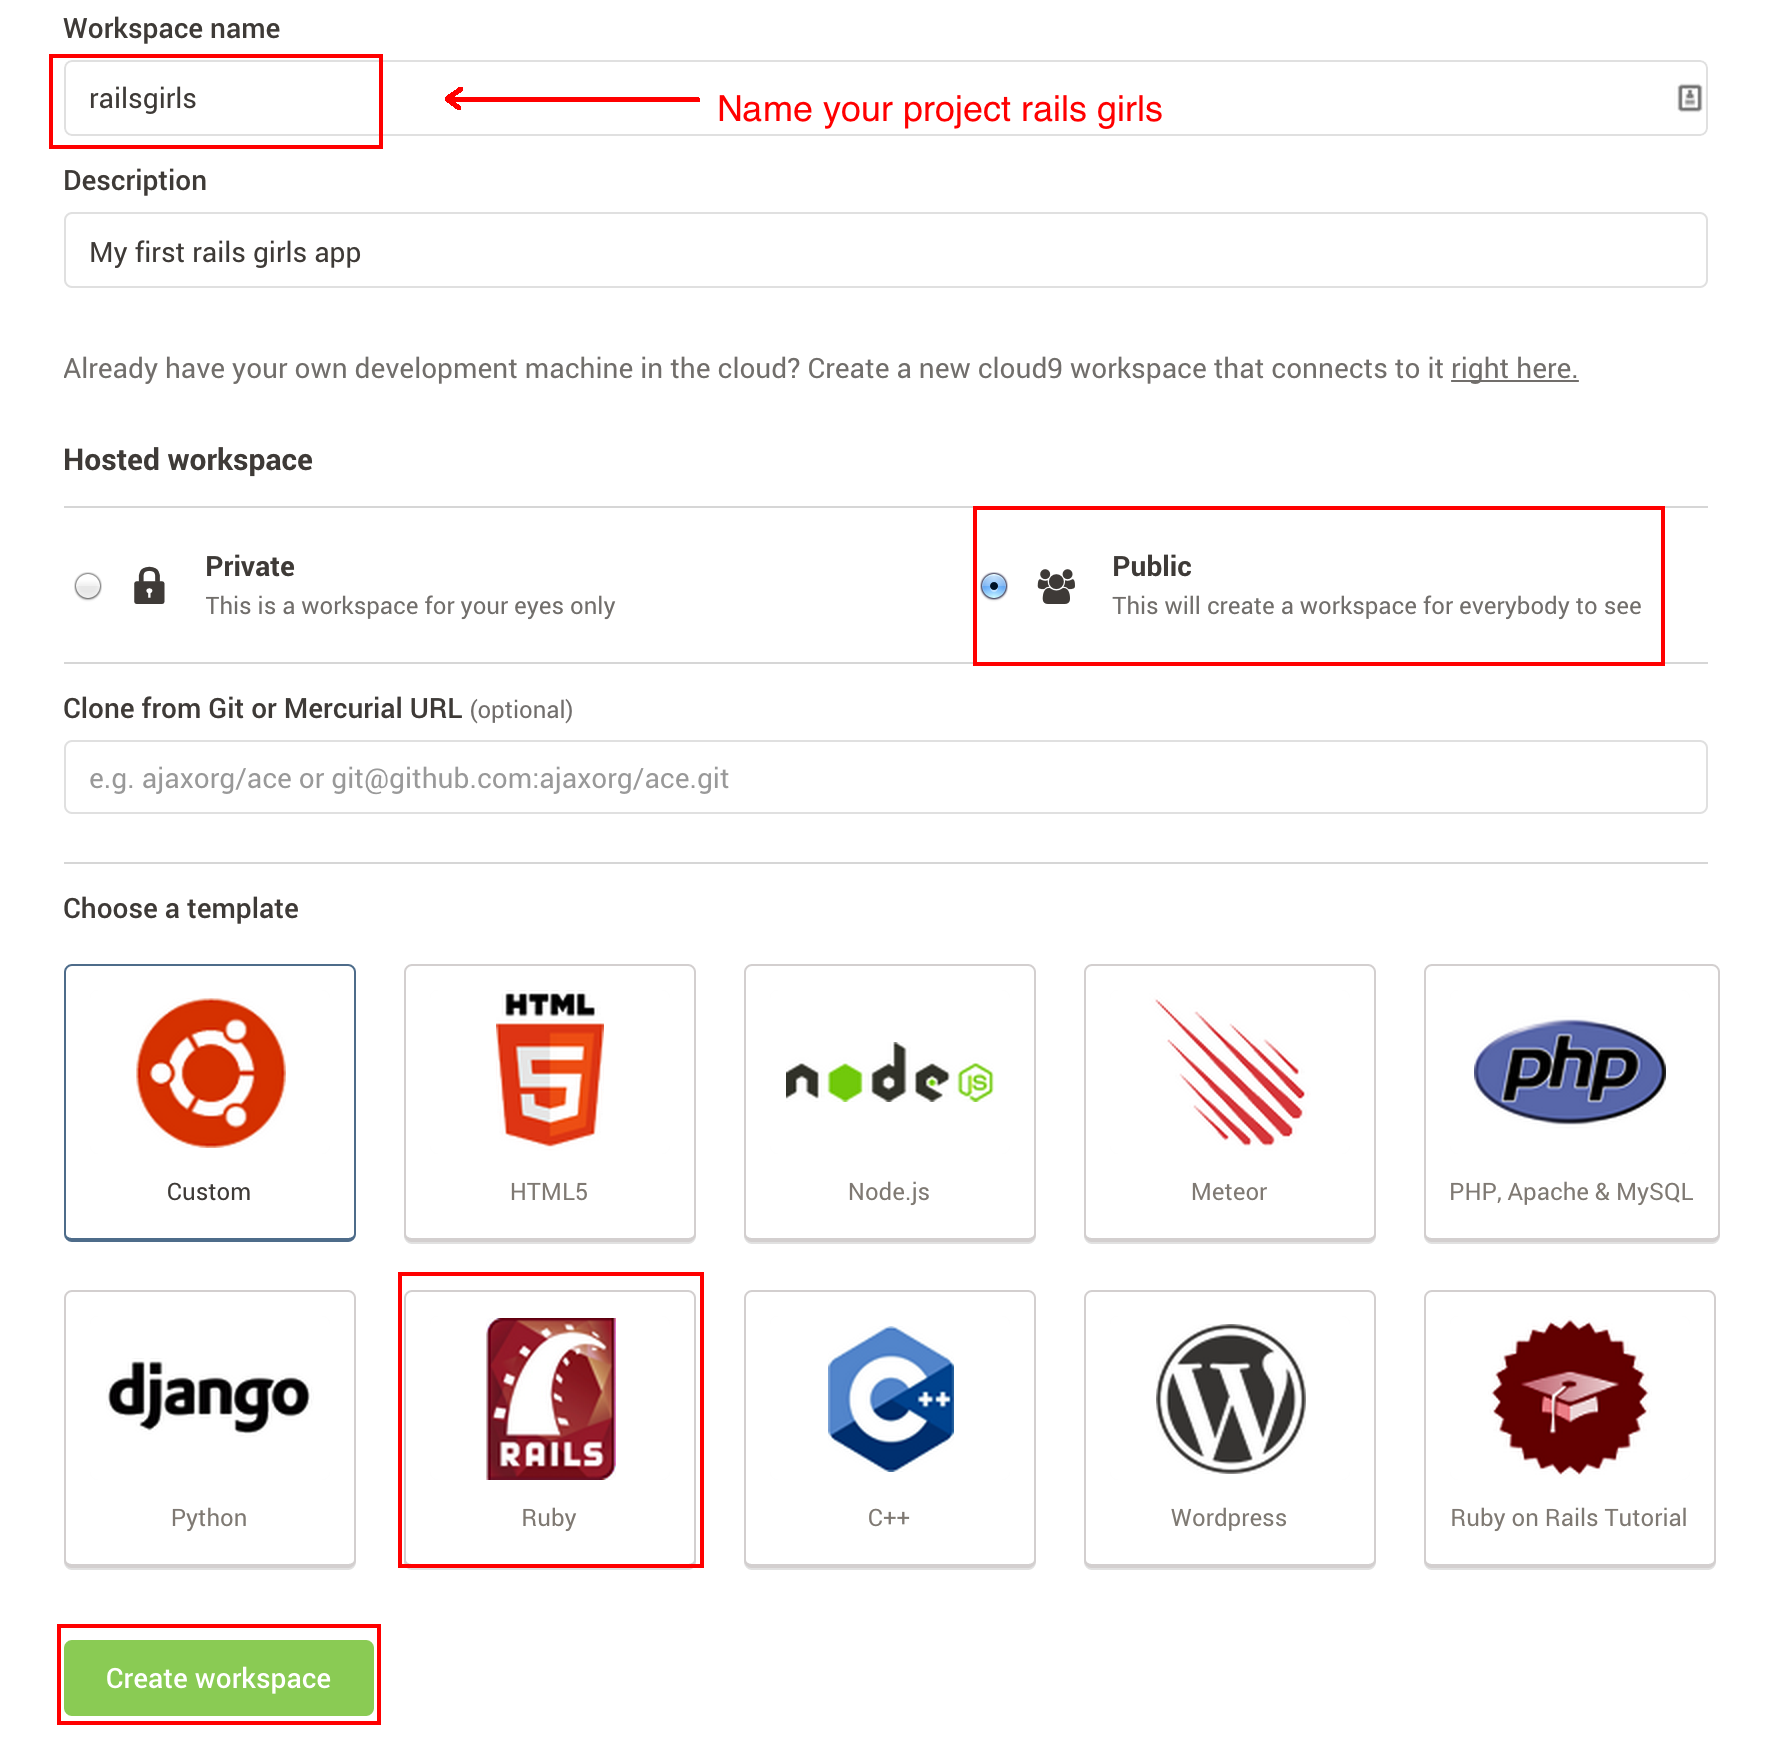 Workspace name
railsgirls
Name your project rails girls
Description
My first rails girls app
Already have your own development machine in the cloud? Create a new cloud9 workspace that connects to it right here.
Hosted workspace
Private
This is a workspace for your eyes only
Public
This will create a workspace for everybody to see
Clone from Git or Mercurial URL (optional)
e.g. ajaxorg/ace or git@github.com:ajaxorg/ace.git
Choose a template
Custom
HTML
5
HTML5
node JS
Node.js
Meteor
php
PHP, Apache & MySQL
django
Python
RAILS
Ruby
C++
C++
W
Wordpress
Ruby on Rails Tutorial
Create workspace